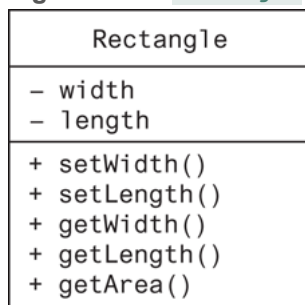 Rectangle
– width
– length
+ setWidth()
+ setLength()
+ getWidth()
+ getLength()
+ getArea()